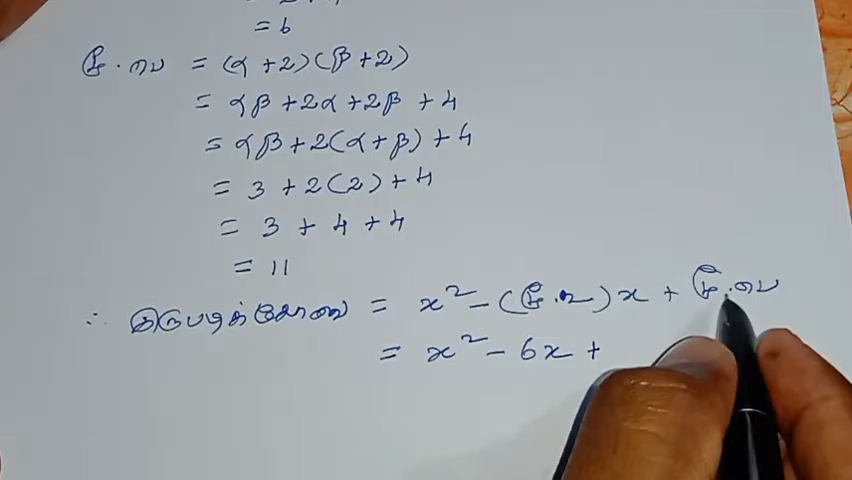 = 6
பூ.பெ = (α + 2)(β + 2)
= αβ + 2α + 2β + 4
= αβ + 2(α + β) + 4
= 3 + 2(2) + 4
= 3 + 4 + 4
= 11
∴ இருபடிக்கோவை = x² - (பூ.கூ)x + பூ.பெ
= x² - 6x +